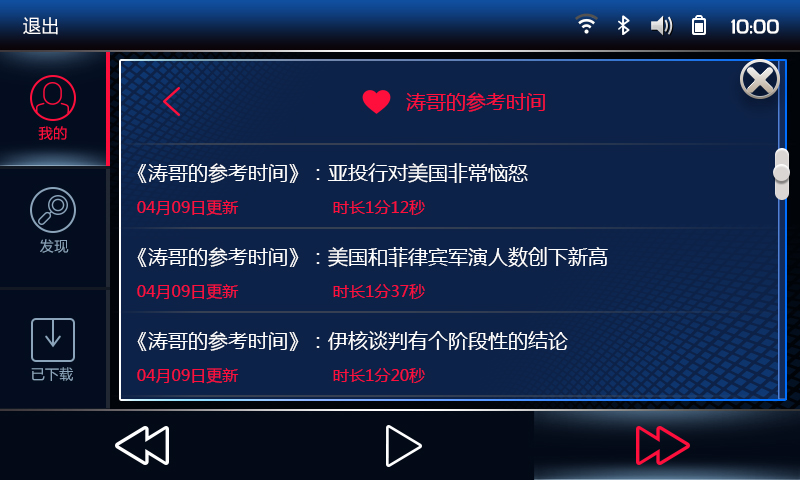 退出
10:00
我的
涛哥的参考时间
《涛哥的参考时间》：亚投行对美国非常恼怒
04月09日更新 时长1分12秒
发现
《涛哥的参考时间》：美国和菲律宾军演人数创下新高
04月09日更新 时长1分37秒
《涛哥的参考时间》：伊核谈判有个阶段性的结论
已下载
04月09日更新 时长1分20秒